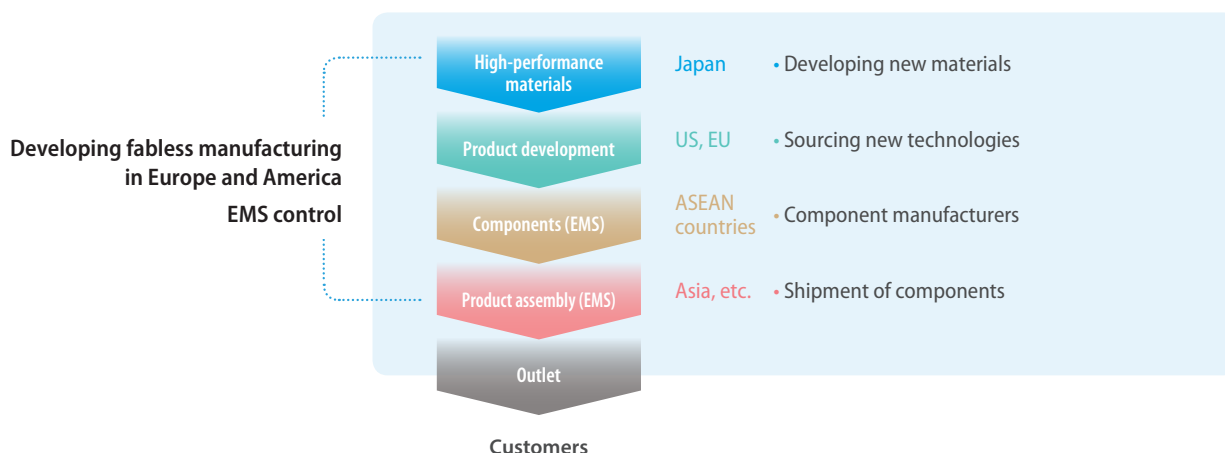 High-performance
materials
Japan
• Developing new materials
Developing fabless manufacturing
in Europe and America
EMS control
Product development
US, EU
• Sourcing new technologies
Components (EMS)
ASEAN
countries
• Component manufacturers
Product assembly (EMS)
Asia, etc.
• Shipment of components
Outlet
Customers